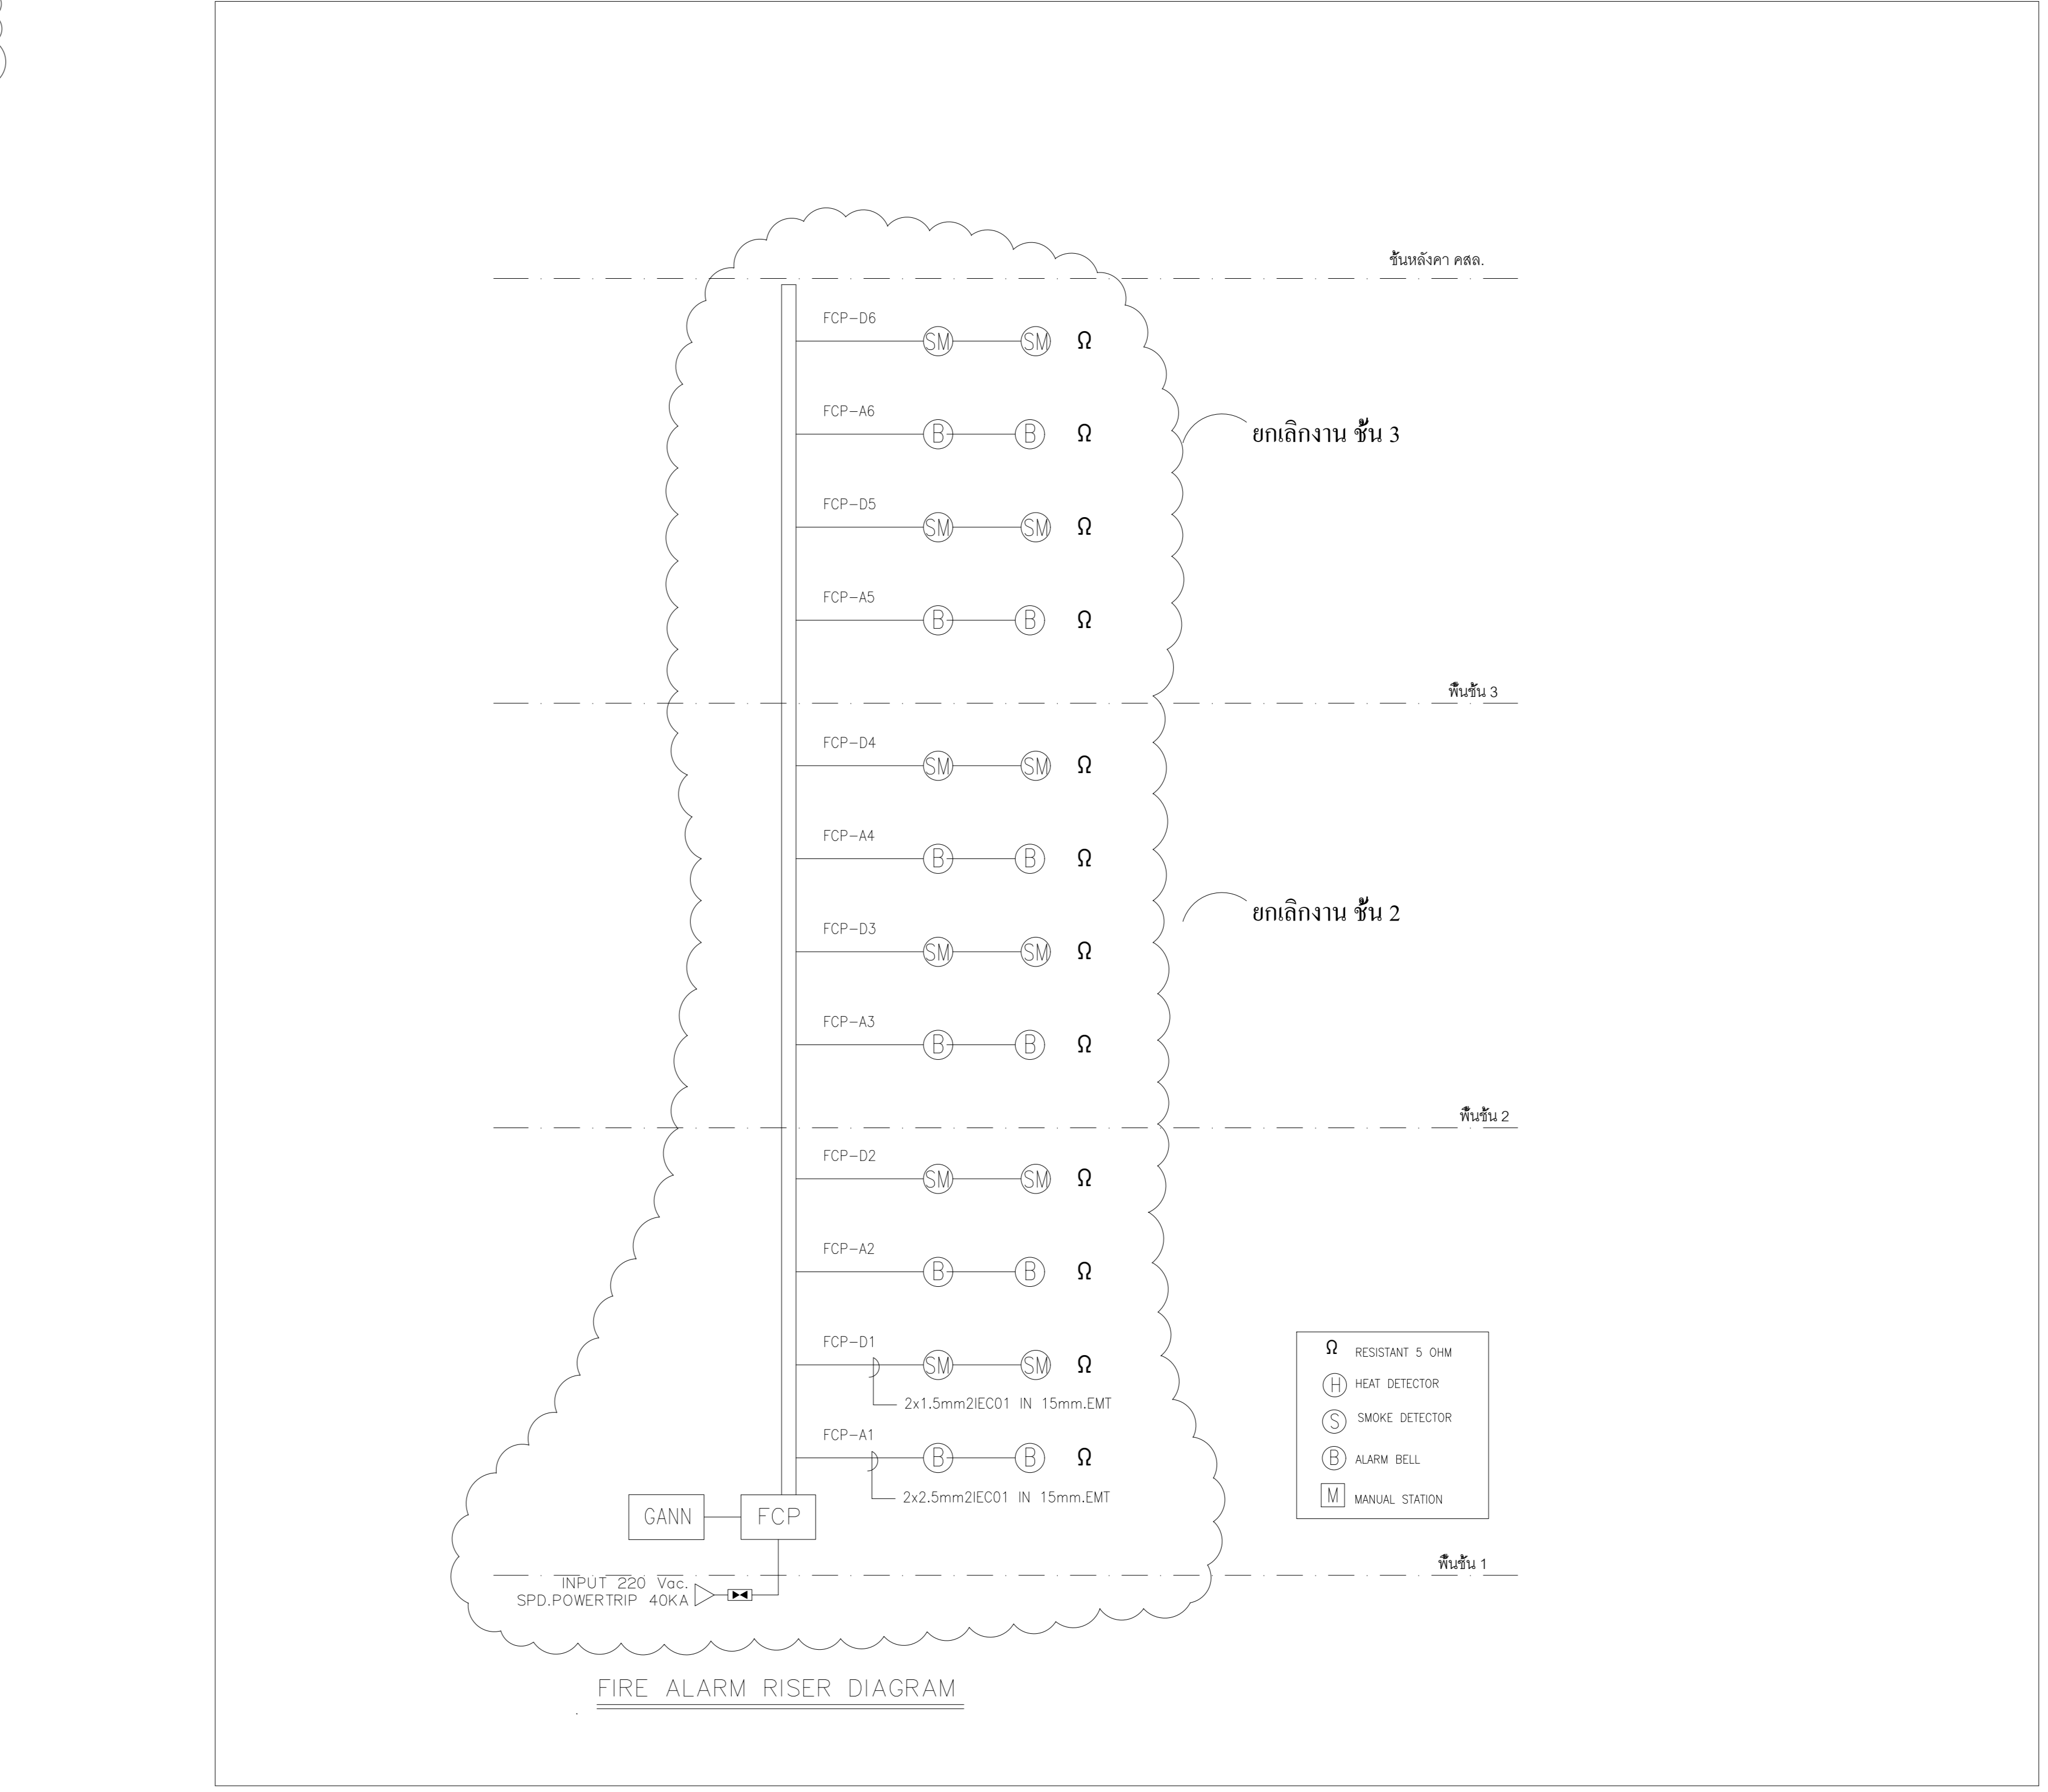 ชั้นหลังคา คสล.
FCP-D6
SM SM Ω
FCP-A6
B B Ω
ยกเลิกงาน ชั้น 3
FCP-D5
SM SM Ω
FCP-A5
B B Ω
พื้นชั้น 3
FCP-D4
SM SM Ω
FCP-A4
B B Ω
ยกเลิกงาน ชั้น 2
FCP-D3
SM SM Ω
FCP-A3
B B Ω
พื้นชั้น 2
FCP-D2
SM SM Ω
FCP-A2
B B Ω
FCP-D1
SM SM Ω
2x1.5mm2IEC01 IN 15mm.EMT
FCP-A1
B B Ω
2x2.5mm2IEC01 IN 15mm.EMT
GANN FCP
Ω RESISTANT 5 OHM
H HEAT DETECTOR
S SMOKE DETECTOR
B ALARM BELL
M MANUAL STATION
พื้นชั้น 1
INPUT 220 Vac.
SPD.POWERTRIP 40KA
FIRE ALARM RISER DIAGRAM